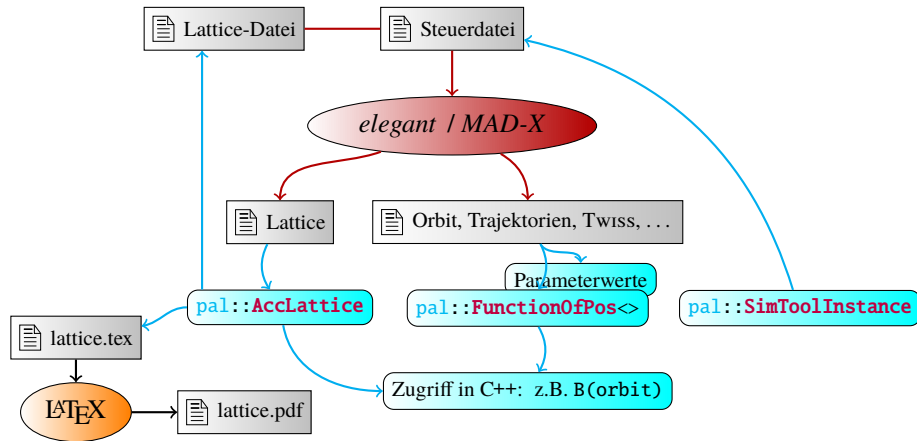 Lattice-Datei
Steuerdatei
elegant / MAD-X
Lattice
Orbit, Trajektorien, Twiss, ...
Parameterwerte
pal::AccLattice
pal::FunctionOfPos<>
pal::SimToolInstance
lattice.tex
Zugriff in C++: z.B. B(orbit)
LATEX
lattice.pdf